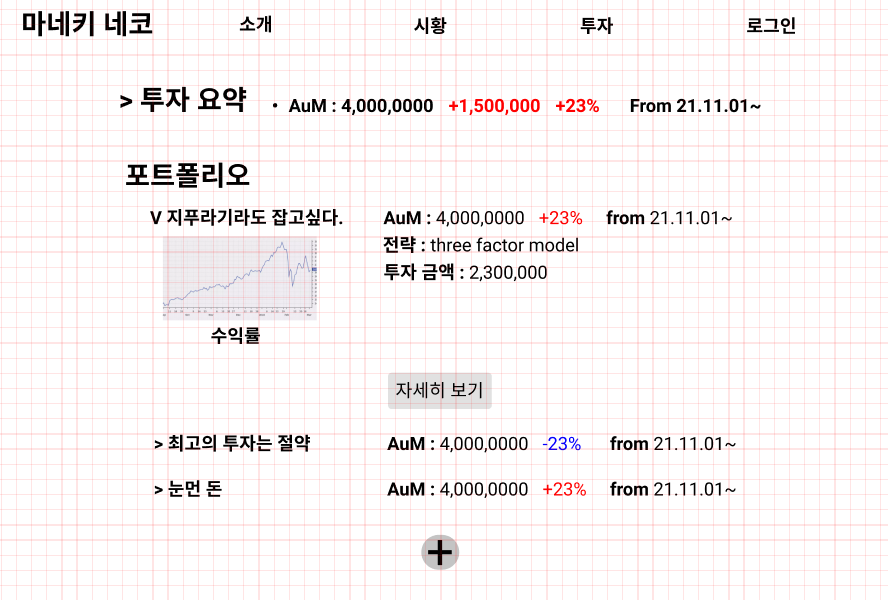 마네키 네코 소개 시황 투자 로그인
> 투자 요약 • AuM : 4,000,0000 +1,500,000 +23% From 21.11.01~
포트폴리오
V 지푸라기라도 잡고싶다. AuM : 4,000,0000 +23% from 21.11.01~
전략 : three factor model
투자 금액 : 2,300,000
수익률
자세히 보기
> 최고의 투자는 절약 AuM : 4,000,0000 -23% from 21.11.01~
> 눈먼 돈 AuM : 4,000,0000 +23% from 21.11.01~
+